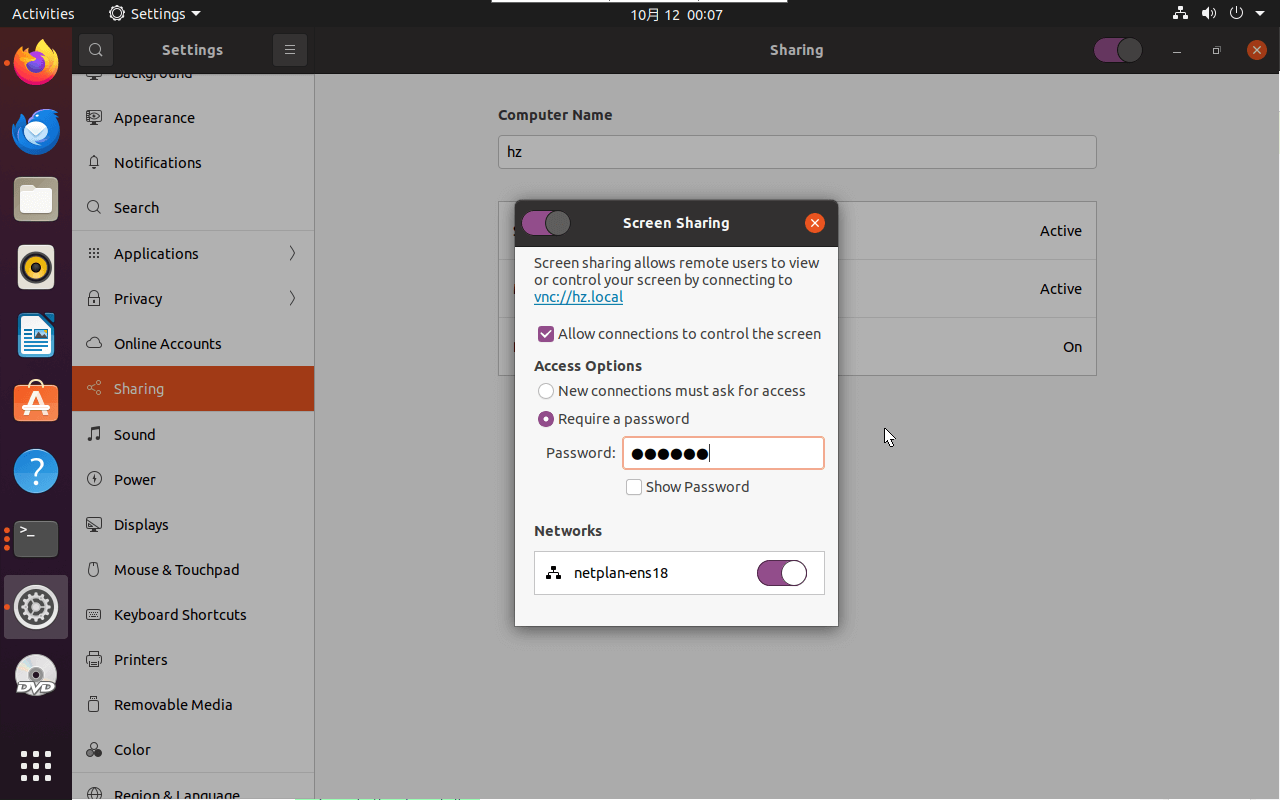 Activities
Settings
10月 12 00:07
Settings
Sharing
Background
Appearance
Notifications
Search
Applications
Privacy
Online Accounts
Sharing
Sound
Power
Displays
Mouse & Touchpad
Keyboard Shortcuts
Printers
Removable Media
Color
Region & Language
Computer Name
hz
Active
Active
On
Screen Sharing
Screen sharing allows remote users to view
or control your screen by connecting to
vnc://hz.local
Allow connections to control the screen
Access Options
New connections must ask for access
Require a password
Password: ●●●●●●
Show Password
Networks
netplan-ens18
>_
?
DVD